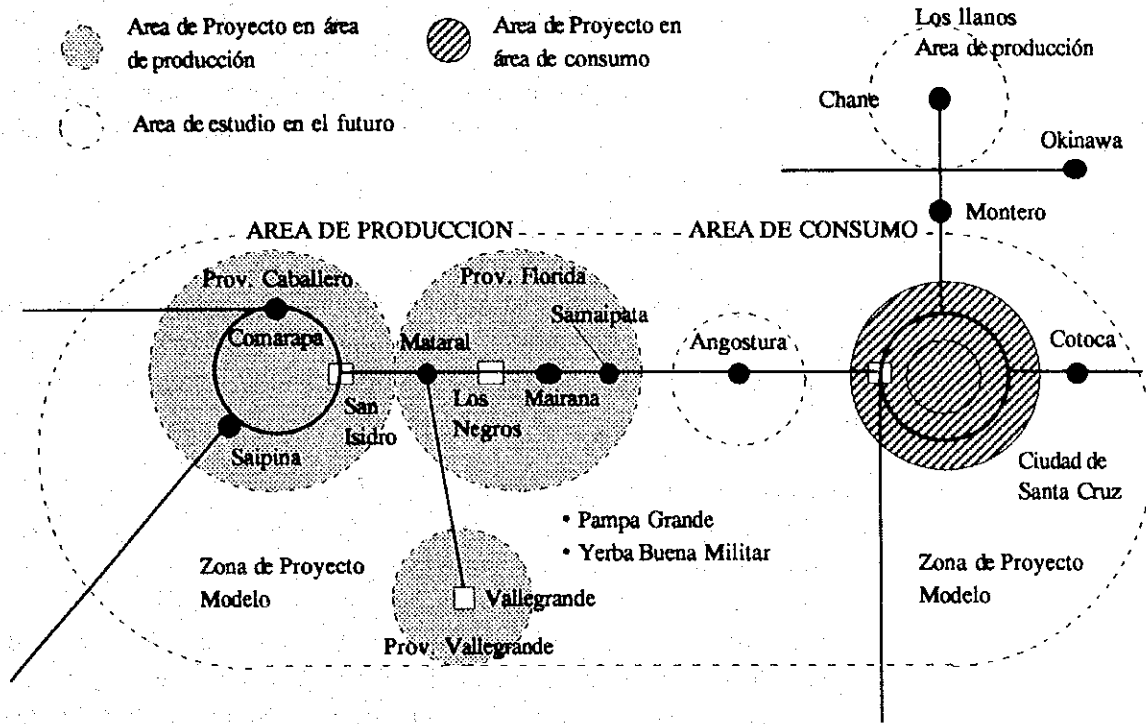 Area de Proyecto en área
de producción
Area de Proyecto en
área de consumo
Area de estudio en el futuro
Los llanos
Area de producción
Chane
Okinawa
Montero
AREA DE PRODUCCION
AREA DE CONSUMO
Prov. Caballero
Prov. Florida
Comarapa
Mataral
Samaipata
Angostura
Cotoca
San
Isidro
Los
Negros
Mairana
Saipina
Ciudad de
Santa Cruz
• Pampa Grande
• Yerba Buena Militar
Zona de Proyecto
Modelo
Vallegrande
Prov. Vallegrande
Zona de Proyecto
Modelo